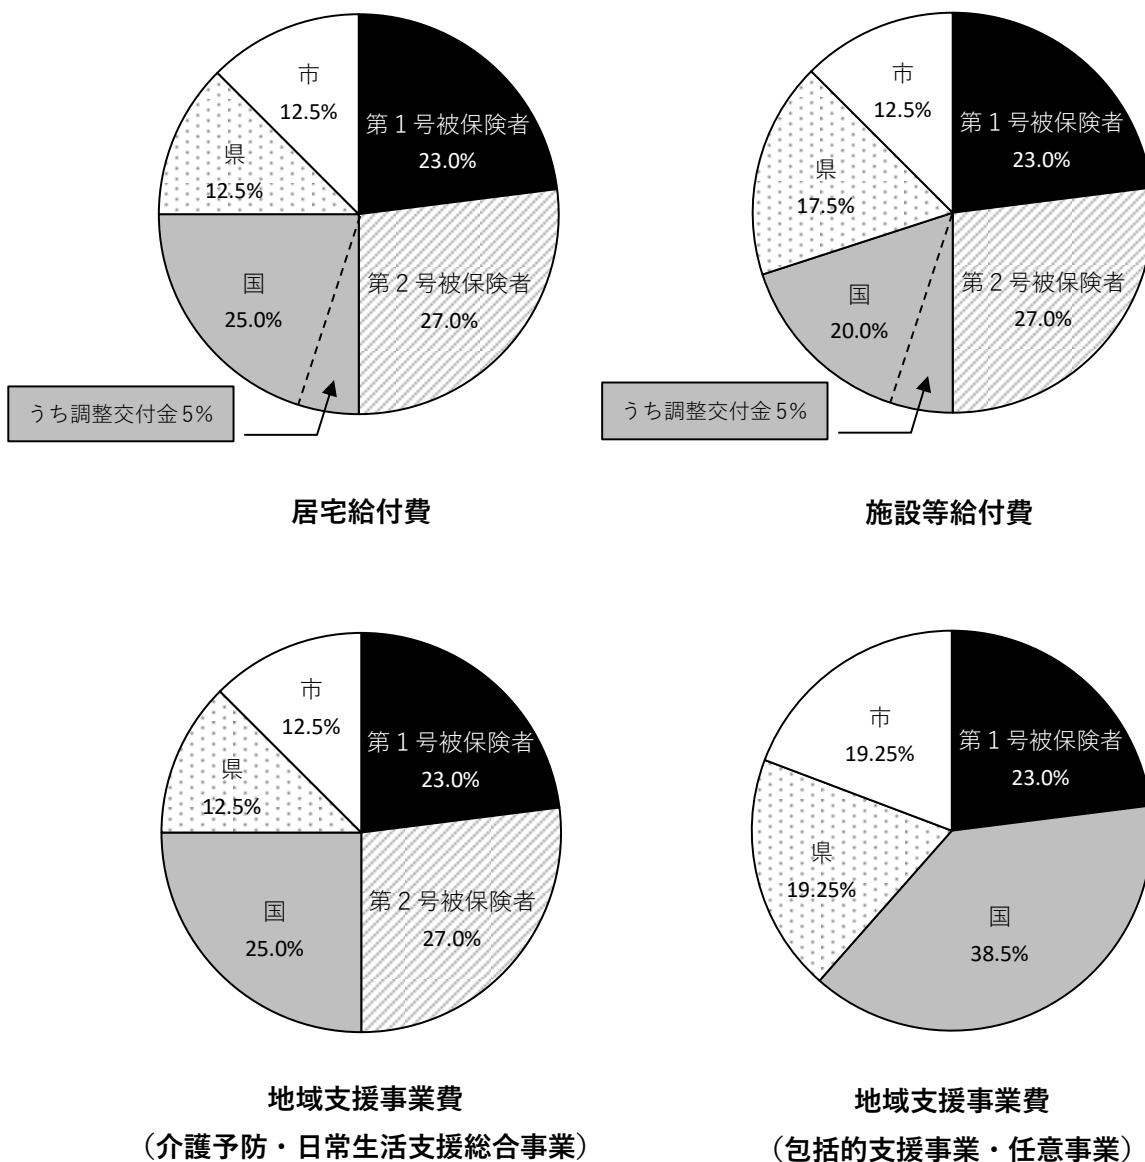 市
12.5%
第１号被保険者
23.0%
県
12.5%
国
25.0%
第２号被保険者
27.0%
うち調整交付金5%
居宅給付費
市
12.5%
第１号被保険者
23.0%
県
17.5%
国
20.0%
第２号被保険者
27.0%
うち調整交付金5%
施設等給付費
市
12.5%
第１号被保険者
23.0%
県
12.5%
国
25.0%
第２号被保険者
27.0%
地域支援事業費
（介護予防・日常生活支援総合事業）
市
19.25%
第１号被保険者
23.0%
県
19.25%
国
38.5%
地域支援事業費
（包括的支援事業・任意事業）